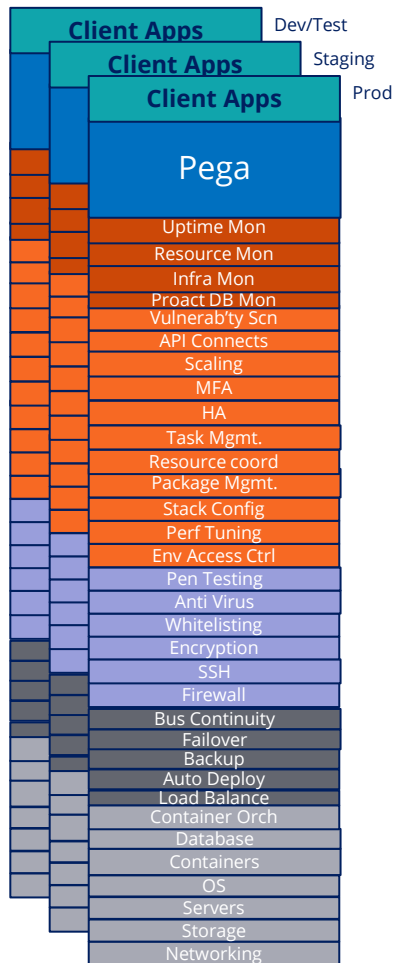 Client Apps
Dev/Test
Client Apps
Staging
Client Apps
Prod
Pega
Uptime Mon
Resource Mon
Infra Mon
Proact DB Mon
Vulnerab'ty Scn
API Connects
Scaling
MFA
HA
Task Mgmt.
Resource coord
Package Mgmt.
Stack Config
Perf Tuning
Env Access Ctrl
Pen Testing
Anti Virus
Whitelisting
Encryption
SSH
Firewall
Bus Continuity
Failover
Backup
Auto Deploy
Load Balance
Container Orch
Database
Containers
OS
Servers
Storage
Networking